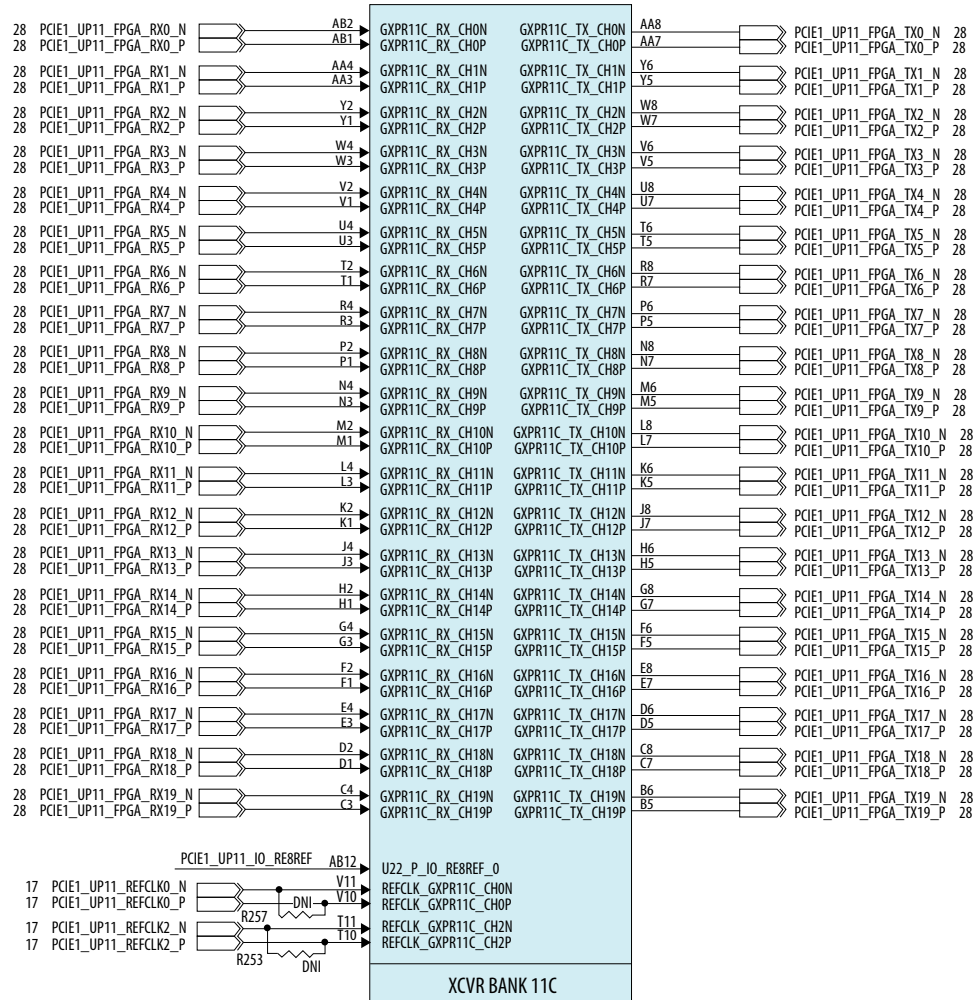 28 PCIE1_UP11_FPGA_RX0_N AB2 GXPR11C_RX_CH0N GXPR11C_TX_CH0N AA8 PCIE1_UP11_FPGA_TX0_N 28
28 PCIE1_UP11_FPGA_RX0_P AB1 GXPR11C_RX_CH0P GXPR11C_TX_CH0P AA7 PCIE1_UP11_FPGA_TX0_P 28
28 PCIE1_UP11_FPGA_RX1_N AA4 GXPR11C_RX_CH1N GXPR11C_TX_CH1N Y6 PCIE1_UP11_FPGA_TX1_N 28
28 PCIE1_UP11_FPGA_RX1_P AA3 GXPR11C_RX_CH1P GXPR11C_TX_CH1P Y5 PCIE1_UP11_FPGA_TX1_P 28
28 PCIE1_UP11_FPGA_RX2_N Y2 GXPR11C_RX_CH2N GXPR11C_TX_CH2N W8 PCIE1_UP11_FPGA_TX2_N 28
28 PCIE1_UP11_FPGA_RX2_P Y1 GXPR11C_RX_CH2P GXPR11C_TX_CH2P W7 PCIE1_UP11_FPGA_TX2_P 28
28 PCIE1_UP11_FPGA_RX3_N W4 GXPR11C_RX_CH3N GXPR11C_TX_CH3N V6 PCIE1_UP11_FPGA_TX3_N 28
28 PCIE1_UP11_FPGA_RX3_P W3 GXPR11C_RX_CH3P GXPR11C_TX_CH3P V5 PCIE1_UP11_FPGA_TX3_P 28
28 PCIE1_UP11_FPGA_RX4_N V2 GXPR11C_RX_CH4N GXPR11C_TX_CH4N U8 PCIE1_UP11_FPGA_TX4_N 28
28 PCIE1_UP11_FPGA_RX4_P V1 GXPR11C_RX_CH4P GXPR11C_TX_CH4P U7 PCIE1_UP11_FPGA_TX4_P 28
28 PCIE1_UP11_FPGA_RX5_N U4 GXPR11C_RX_CH5N GXPR11C_TX_CH5N T6 PCIE1_UP11_FPGA_TX5_N 28
28 PCIE1_UP11_FPGA_RX5_P U3 GXPR11C_RX_CH5P GXPR11C_TX_CH5P T5 PCIE1_UP11_FPGA_TX5_P 28
28 PCIE1_UP11_FPGA_RX6_N T2 GXPR11C_RX_CH6N GXPR11C_TX_CH6N R8 PCIE1_UP11_FPGA_TX6_N 28
28 PCIE1_UP11_FPGA_RX6_P T1 GXPR11C_RX_CH6P GXPR11C_TX_CH6P R7 PCIE1_UP11_FPGA_TX6_P 28
28 PCIE1_UP11_FPGA_RX7_N R4 GXPR11C_RX_CH7N GXPR11C_TX_CH7N P6 PCIE1_UP11_FPGA_TX7_N 28
28 PCIE1_UP11_FPGA_RX7_P R3 GXPR11C_RX_CH7P GXPR11C_TX_CH7P P5 PCIE1_UP11_FPGA_TX7_P 28
28 PCIE1_UP11_FPGA_RX8_N P2 GXPR11C_RX_CH8N GXPR11C_TX_CH8N N8 PCIE1_UP11_FPGA_TX8_N 28
28 PCIE1_UP11_FPGA_RX8_P P1 GXPR11C_RX_CH8P GXPR11C_TX_CH8P N7 PCIE1_UP11_FPGA_TX8_P 28
28 PCIE1_UP11_FPGA_RX9_N N4 GXPR11C_RX_CH9N GXPR11C_TX_CH9N M6 PCIE1_UP11_FPGA_TX9_N 28
28 PCIE1_UP11_FPGA_RX9_P N3 GXPR11C_RX_CH9P GXPR11C_TX_CH9P M5 PCIE1_UP11_FPGA_TX9_P 28
28 PCIE1_UP11_FPGA_RX10_N M2 GXPR11C_RX_CH10N GXPR11C_TX_CH10N L8 PCIE1_UP11_FPGA_TX10_N 28
28 PCIE1_UP11_FPGA_RX10_P M1 GXPR11C_RX_CH10P GXPR11C_TX_CH10P L7 PCIE1_UP11_FPGA_TX10_P 28
28 PCIE1_UP11_FPGA_RX11_N L4 GXPR11C_RX_CH11N GXPR11C_TX_CH11N K6 PCIE1_UP11_FPGA_TX11_N 28
28 PCIE1_UP11_FPGA_RX11_P L3 GXPR11C_RX_CH11P GXPR11C_TX_CH11P K5 PCIE1_UP11_FPGA_TX11_P 28
28 PCIE1_UP11_FPGA_RX12_N K2 GXPR11C_RX_CH12N GXPR11C_TX_CH12N J8 PCIE1_UP11_FPGA_TX12_N 28
28 PCIE1_UP11_FPGA_RX12_P K1 GXPR11C_RX_CH12P GXPR11C_TX_CH12P J7 PCIE1_UP11_FPGA_TX12_P 28
28 PCIE1_UP11_FPGA_RX13_N J4 GXPR11C_RX_CH13N GXPR11C_TX_CH13N H6 PCIE1_UP11_FPGA_TX13_N 28
28 PCIE1_UP11_FPGA_RX13_P J3 GXPR11C_RX_CH13P GXPR11C_TX_CH13P H5 PCIE1_UP11_FPGA_TX13_P 28
28 PCIE1_UP11_FPGA_RX14_N H2 GXPR11C_RX_CH14N GXPR11C_TX_CH14N G8 PCIE1_UP11_FPGA_TX14_N 28
28 PCIE1_UP11_FPGA_RX14_P H1 GXPR11C_RX_CH14P GXPR11C_TX_CH14P G7 PCIE1_UP11_FPGA_TX14_P 28
28 PCIE1_UP11_FPGA_RX15_N G4 GXPR11C_RX_CH15N GXPR11C_TX_CH15N F6 PCIE1_UP11_FPGA_TX15_N 28
28 PCIE1_UP11_FPGA_RX15_P G3 GXPR11C_RX_CH15P GXPR11C_TX_CH15P F5 PCIE1_UP11_FPGA_TX15_P 28
28 PCIE1_UP11_FPGA_RX16_N F2 GXPR11C_RX_CH16N GXPR11C_TX_CH16N E8 PCIE1_UP11_FPGA_TX16_N 28
28 PCIE1_UP11_FPGA_RX16_P F1 GXPR11C_RX_CH16P GXPR11C_TX_CH16P E7 PCIE1_UP11_FPGA_TX16_P 28
28 PCIE1_UP11_FPGA_RX17_N E4 GXPR11C_RX_CH17N GXPR11C_TX_CH17N D6 PCIE1_UP11_FPGA_TX17_N 28
28 PCIE1_UP11_FPGA_RX17_P E3 GXPR11C_RX_CH17P GXPR11C_TX_CH17P D5 PCIE1_UP11_FPGA_TX17_P 28
28 PCIE1_UP11_FPGA_RX18_N D2 GXPR11C_RX_CH18N GXPR11C_TX_CH18N C8 PCIE1_UP11_FPGA_TX18_N 28
28 PCIE1_UP11_FPGA_RX18_P D1 GXPR11C_RX_CH18P GXPR11C_TX_CH18P C7 PCIE1_UP11_FPGA_TX18_P 28
28 PCIE1_UP11_FPGA_RX19_N C4 GXPR11C_RX_CH19N GXPR11C_TX_CH19N B6 PCIE1_UP11_FPGA_TX19_N 28
28 PCIE1_UP11_FPGA_RX19_P C3 GXPR11C_RX_CH19P GXPR11C_TX_CH19P B5 PCIE1_UP11_FPGA_TX19_P 28
PCIE1_UP11_IO_RE8REF AB12 U22_P_IO_RE8REF_0
17 PCIE1_UP11_REFCLK0_N V11 REFCLK_GXPR11C_CH0N
17 PCIE1_UP11_REFCLK0_P DNI V10 REFCLK_GXPR11C_CH0P
R257
17 PCIE1_UP11_REFCLK2_N T11 REFCLK_GXPR11C_CH2N
17 PCIE1_UP11_REFCLK2_P T10 REFCLK_GXPR11C_CH2P
R253 DNI
XCVR BANK 11C